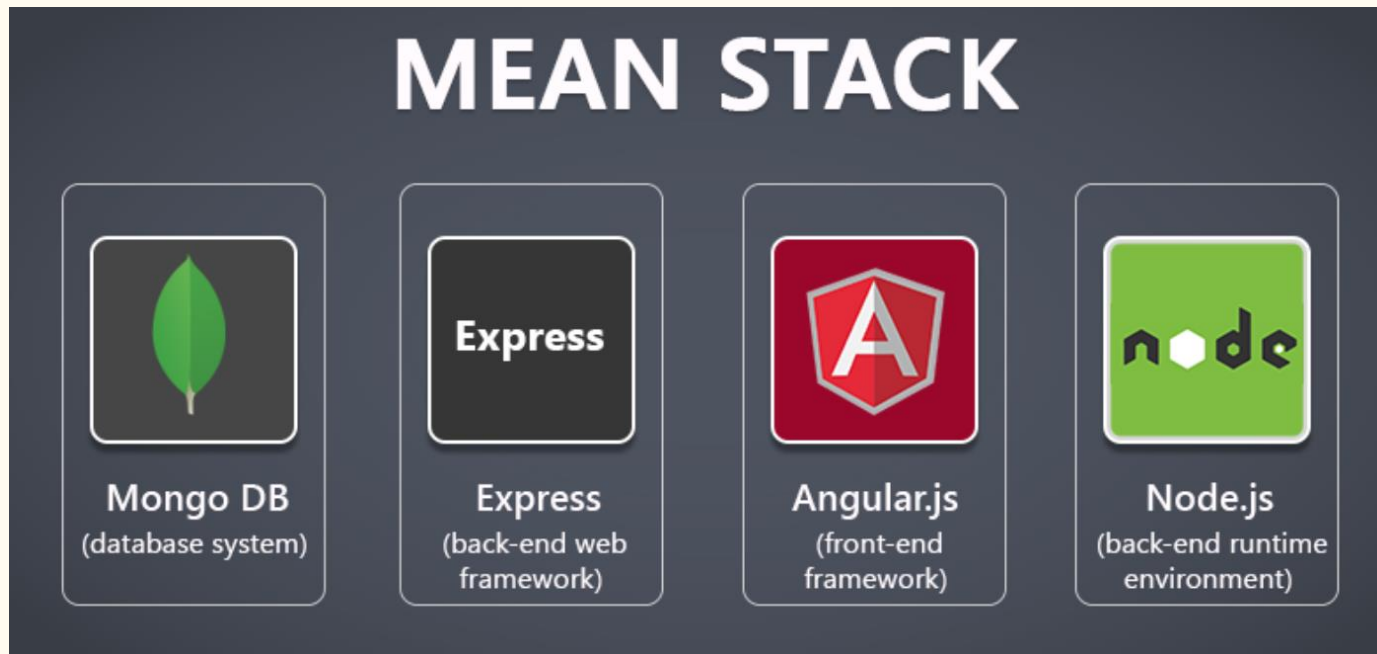 MEAN STACK
Express
node
Mongo DB
(database system)
Express
(back-end web
framework)
Angular.js
(front-end
framework)
Node.js
(back-end runtime
environment)